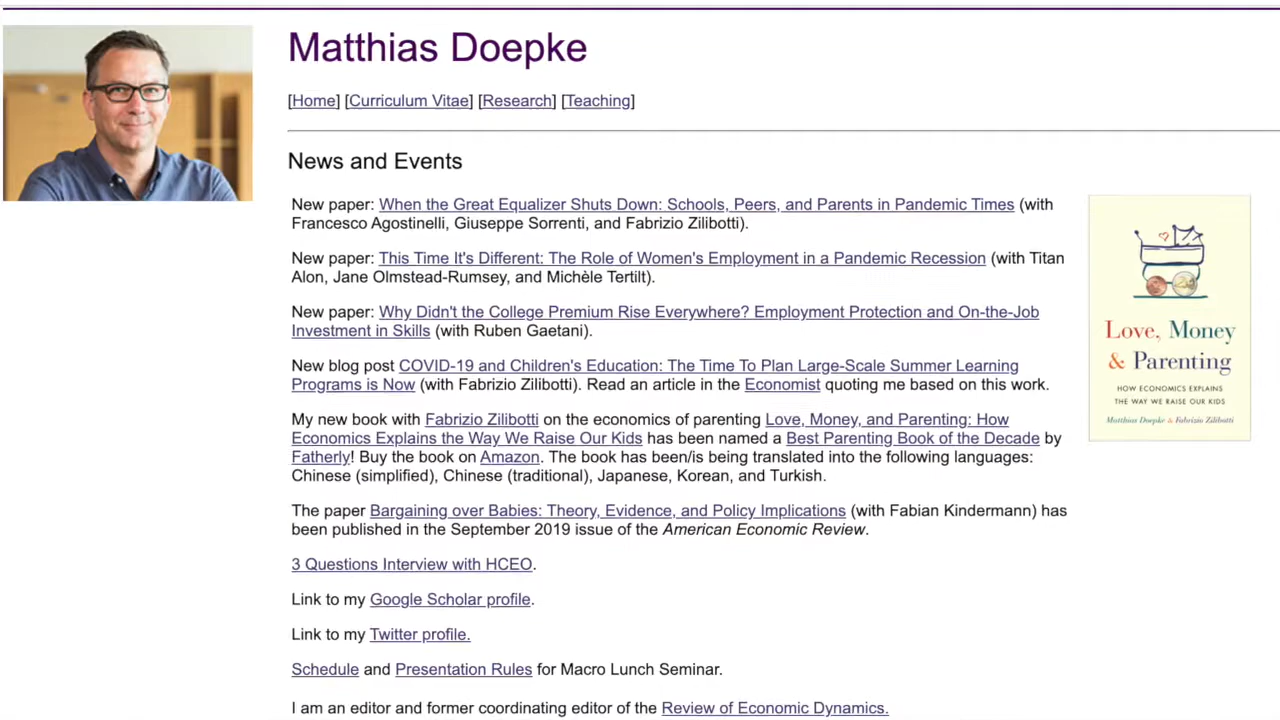 Matthias Doepke
[Home] [Curriculum Vitae] [Research] [Teaching]
News and Events
New paper: When the Great Equalizer Shuts Down: Schools, Peers, and Parents in Pandemic Times (with
Francesco Agostinelli, Giuseppe Sorrenti, and Fabrizio Zilibotti).
New paper: This Time It's Different: The Role of Women's Employment in a Pandemic Recession (with Titan
Alon, Jane Olmstead-Rumsey, and Michèle Tertilt).
New paper: Why Didn't the College Premium Rise Everywhere? Employment Protection and On-the-Job
Investment in Skills (with Ruben Gaetani).
New blog post COVID-19 and Children's Education: The Time To Plan Large-Scale Summer Learning
Programs is Now (with Fabrizio Zilibotti). Read an article in the Economist quoting me based on this work.
My new book with Fabrizio Zilibotti on the economics of parenting Love, Money, and Parenting: How
Economics Explains the Way We Raise Our Kids has been named a Best Parenting Book of the Decade by
Fatherly! Buy the book on Amazon. The book has been/is being translated into the following languages:
Chinese (simplified), Chinese (traditional), Japanese, Korean, and Turkish.
The paper Bargaining over Babies: Theory, Evidence, and Policy Implications (with Fabian Kindermann) has
been published in the September 2019 issue of the American Economic Review.
3 Questions Interview with HCEO.
Link to my Google Scholar profile.
Link to my Twitter profile.
Schedule and Presentation Rules for Macro Lunch Seminar.
I am an editor and former coordinating editor of the Review of Economic Dynamics.
Love, Money
& Parenting
HOW ECONOMICS EXPLAINS
THE WAY WE RAISE OUR KIDS
Matthias Doepke & Fabrizio Zilibotti